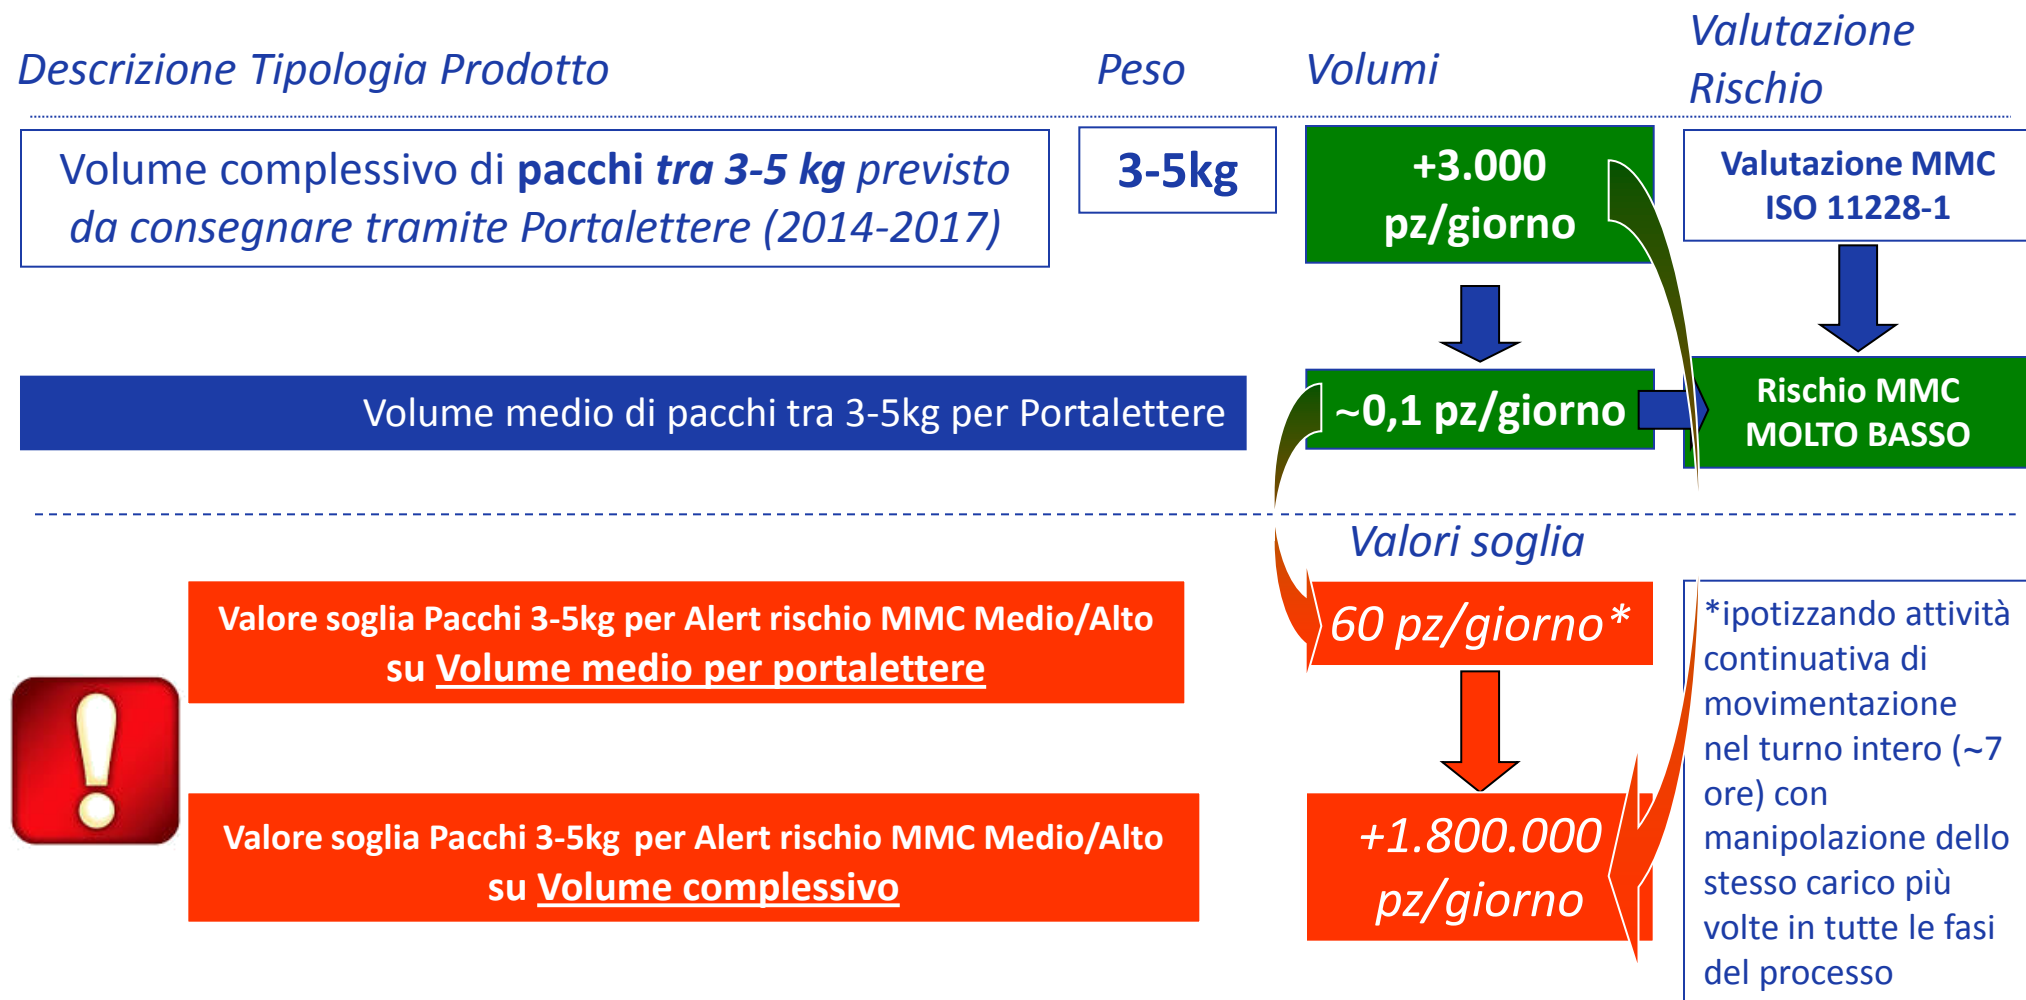 Descrizione Tipologia Prodotto
Peso
Volumi
Valutazione
Rischio
Volume complessivo di pacchi tra 3-5 kg previsto
da consegnare tramite Portalettere (2014-2017)
3-5kg
+3.000
pz/giorno
Valutazione MMC
ISO 11228-1
Volume medio di pacchi tra 3-5kg per Portalettere
~0,1 pz/giorno
Rischio MMC
MOLTO BASSO
Valori soglia
Valore soglia Pacchi 3-5kg per Alert rischio MMC Medio/Alto
su Volume medio per portalettere
60 pz/giorno*
Valore soglia Pacchi 3-5kg per Alert rischio MMC Medio/Alto
su Volume complessivo
+1.800.000
pz/giorno
*ipotizzando attività
continuativa di
movimentazione
nel turno intero (~7
ore) con
manipolazione dello
stesso carico più
volte in tutte le fasi
del processo